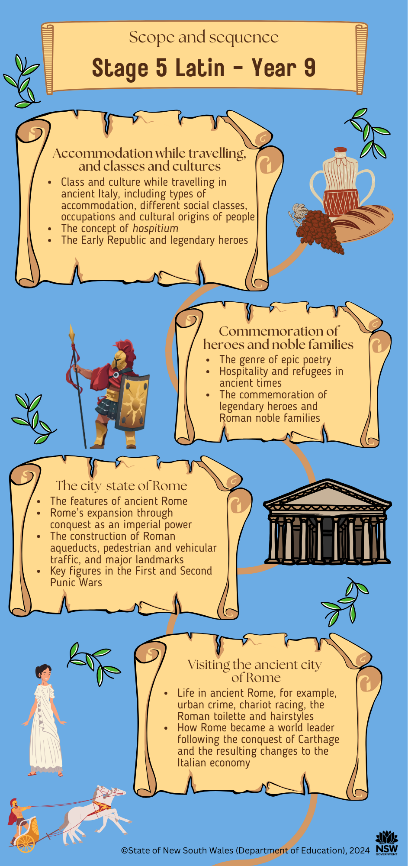 Scope and sequence
Stage 5 Latin – Year 9
Accommodation while travelling,
and classes and cultures
• Class and culture while travelling in
ancient Italy, including types of
accommodation, different social classes,
occupations and cultural origins of people
• The concept of hospitium
• The Early Republic and legendary heroes
Commemoration of
heroes and noble families
• The genre of epic poetry
• Hospitality and refugees in
ancient times
• The commemoration of
legendary heroes and
Roman noble families
The city state of Rome
• The features of ancient Rome
• Rome's expansion through
conquest as an imperial power
• The construction of Roman
aqueducts, pedestrian and vehicular
traffic, and major landmarks
• Key figures in the First and Second
Punic Wars
Visiting the ancient city
of Rome
• Life in ancient Rome, for example,
urban crime, chariot racing, the
Roman toilette and hairstyles
• How Rome became a world leader
following the conquest of Carthage
and the resulting changes to the
Italian economy
©State of New South Wales (Department of Education), 2024
NSW